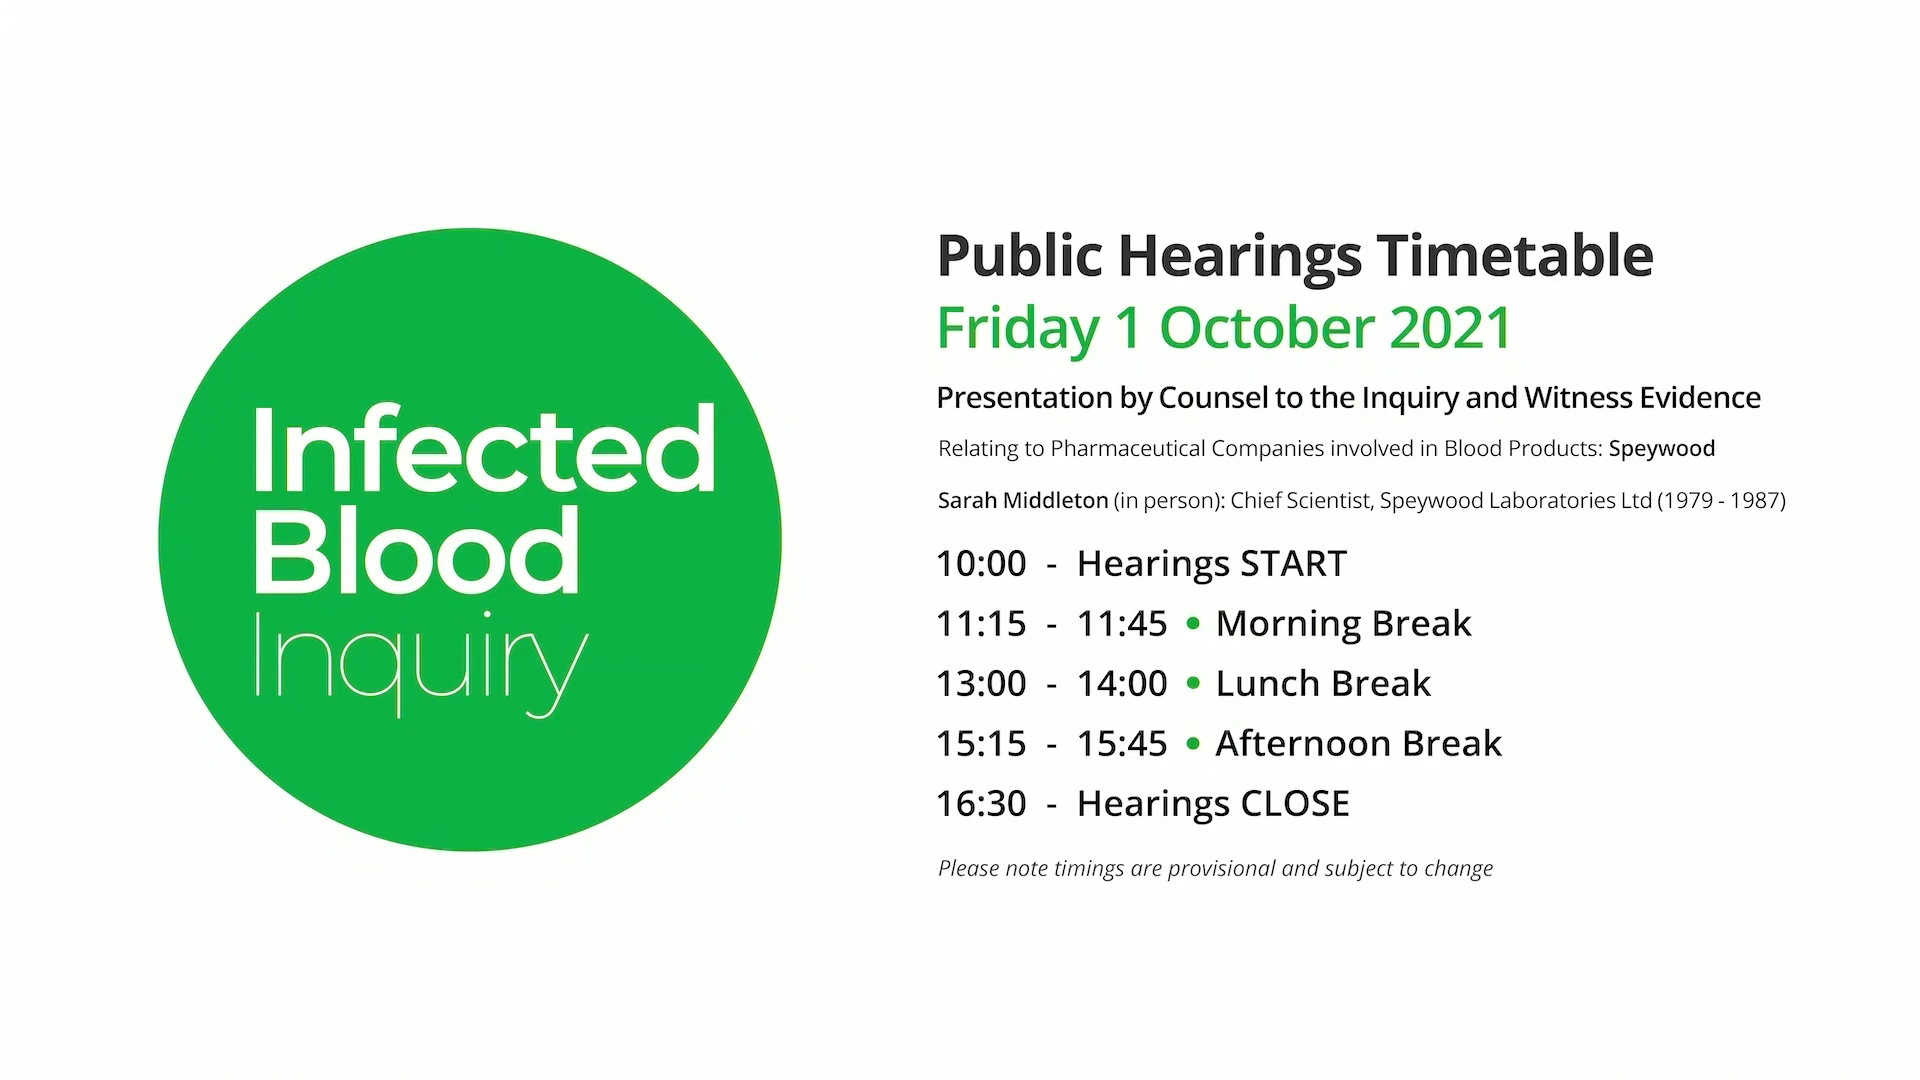 Infected
Blood
Inquiry
Public Hearings Timetable
Friday 1 October 2021
Presentation by Counsel to the Inquiry and Witness Evidence
Relating to Pharmaceutical Companies involved in Blood Products: Speywood
Sarah Middleton (in person): Chief Scientist, Speywood Laboratories Ltd (1979 - 1987)
10:00 - Hearings START
11:15 - 11:45 • Morning Break
13:00 - 14:00 • Lunch Break
15:15 - 15:45 • Afternoon Break
16:30 - Hearings CLOSE
Please note timings are provisional and subject to change